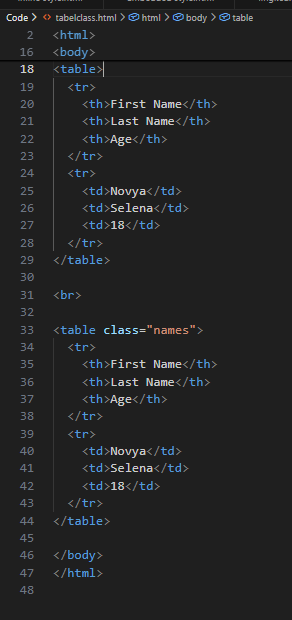 Code > tabelclass.html > html > body > table
2 <html>
16 <body>
18 <table>
19 <tr>
20 <th>First Name</th>
21 <th>Last Name</th>
22 <th>Age</th>
23 </tr>
24 <tr>
25 <td>Novya</td>
26 <td>Selena</td>
27 <td>18</td>
28 </tr>
29 </table>
30
31 <br>
32
33 <table class="names">
34 <tr>
35 <th>First Name</th>
36 <th>Last Name</th>
37 <th>Age</th>
38 </tr>
39 <tr>
40 <td>Novya</td>
41 <td>Selena</td>
42 <td>18</td>
43 </tr>
44 </table>
45
46 </body>
47 </html>
48